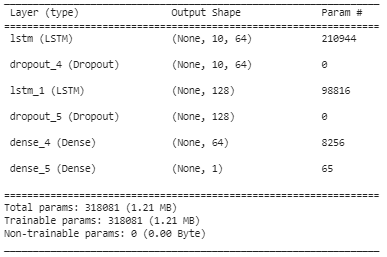 Layer (type) Output Shape Param #
lstm (LSTM) (None, 10, 64) 210944
dropout_4 (Dropout) (None, 10, 64) 0
lstm_1 (LSTM) (None, 128) 98816
dropout_5 (Dropout) (None, 128) 0
dense_4 (Dense) (None, 64) 8256
dense_5 (Dense) (None, 1) 65
Total params: 318081 (1.21 MB)
Trainable params: 318081 (1.21 MB)
Non-trainable params: 0 (0.00 Byte)